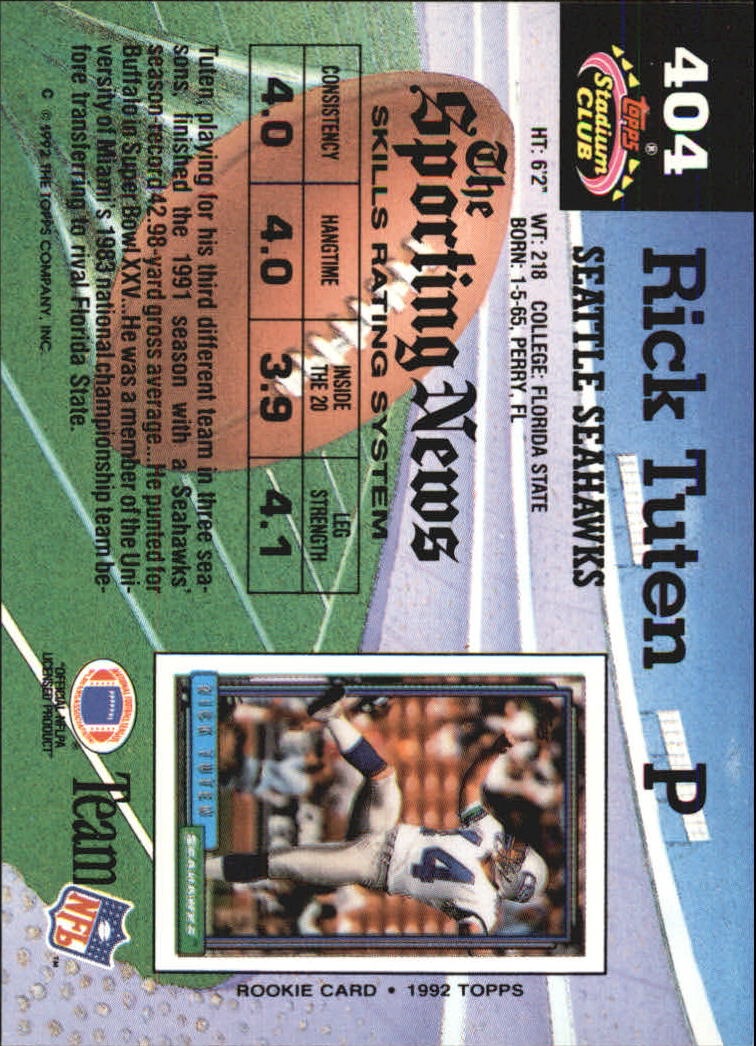 404
Topps®
Stadium
CLUB
Rick Tuten P
SEATTLE SEAHAWKS
HT: 6'2" WT: 218 COLLEGE: FLORIDA STATE
BORN: 1-5-65, PERRY, FL
The
Sporting News
SKILLS RATING SYSTEM
CONSISTENCY HANGTIME INSIDE THE 20 LEG STRENGTH
4.0 4.0 3.9 4.1
Tuten, playing for his third different team in three sea-
sons, finished the 1991 season with a Seahawks'
season-record 42.98-yard gross average...He punted for
Buffalo in Super Bowl XXV...He was a member of the Uni-
versity of Miami's 1983 national championship team be-
fore transferring to rival Florida State.
C © 1992 THE TOPPS COMPANY, INC.
RICK TUTEN
SEAHAWKS
4
ROOKIE CARD • 1992 TOPPS
"OFFICIAL NFLPA
LICENSED PRODUCT"
®
Team
NFL
™